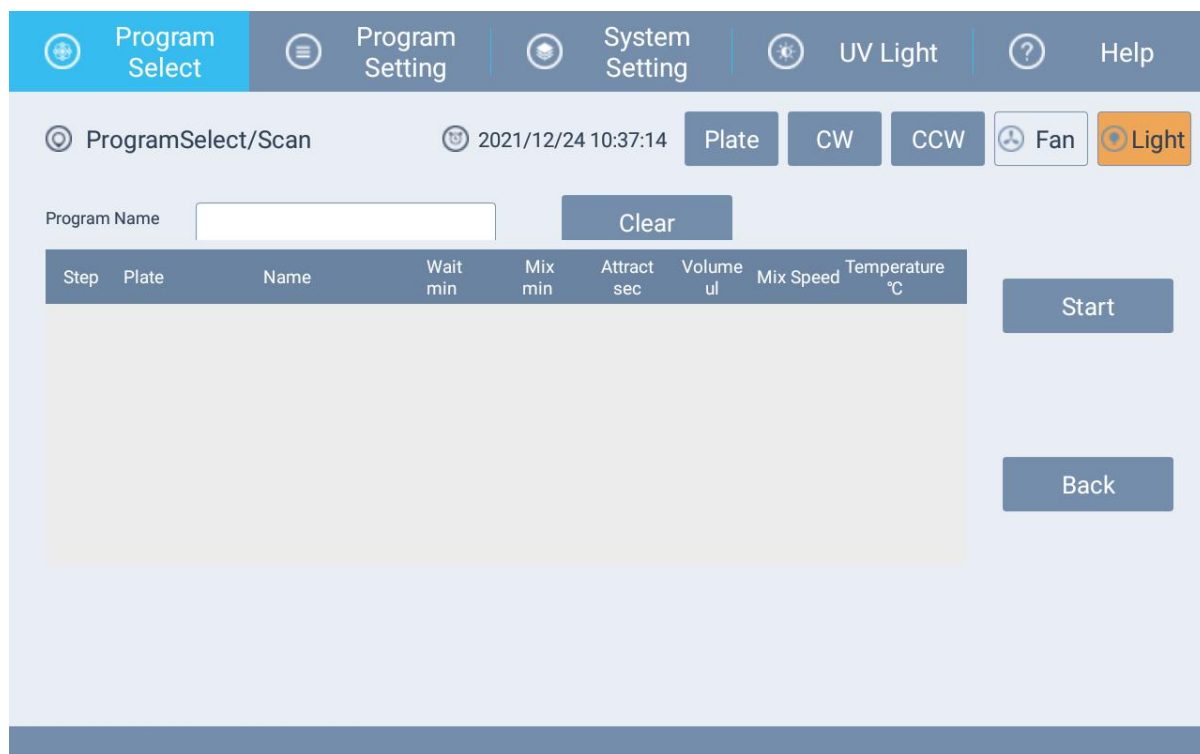 Program Select
Program Setting
System Setting
UV Light
Help
ProgramSelect/Scan
2021/12/24 10:37:14
Plate
CW
CCW
Fan
Light
Program Name
Clear
Step
Plate
Name
Wait min
Mix min
Attract sec
Volume ul
Mix Speed
Temperature ℃
Start
Back